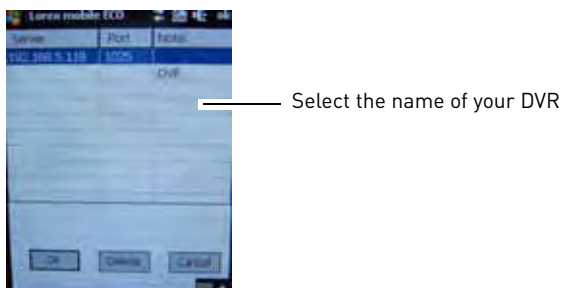 Lorex mobile ECO
Server Port Note
192.168.5.138 1025
DVR
Select the name of your DVR
OK Delete Cancel